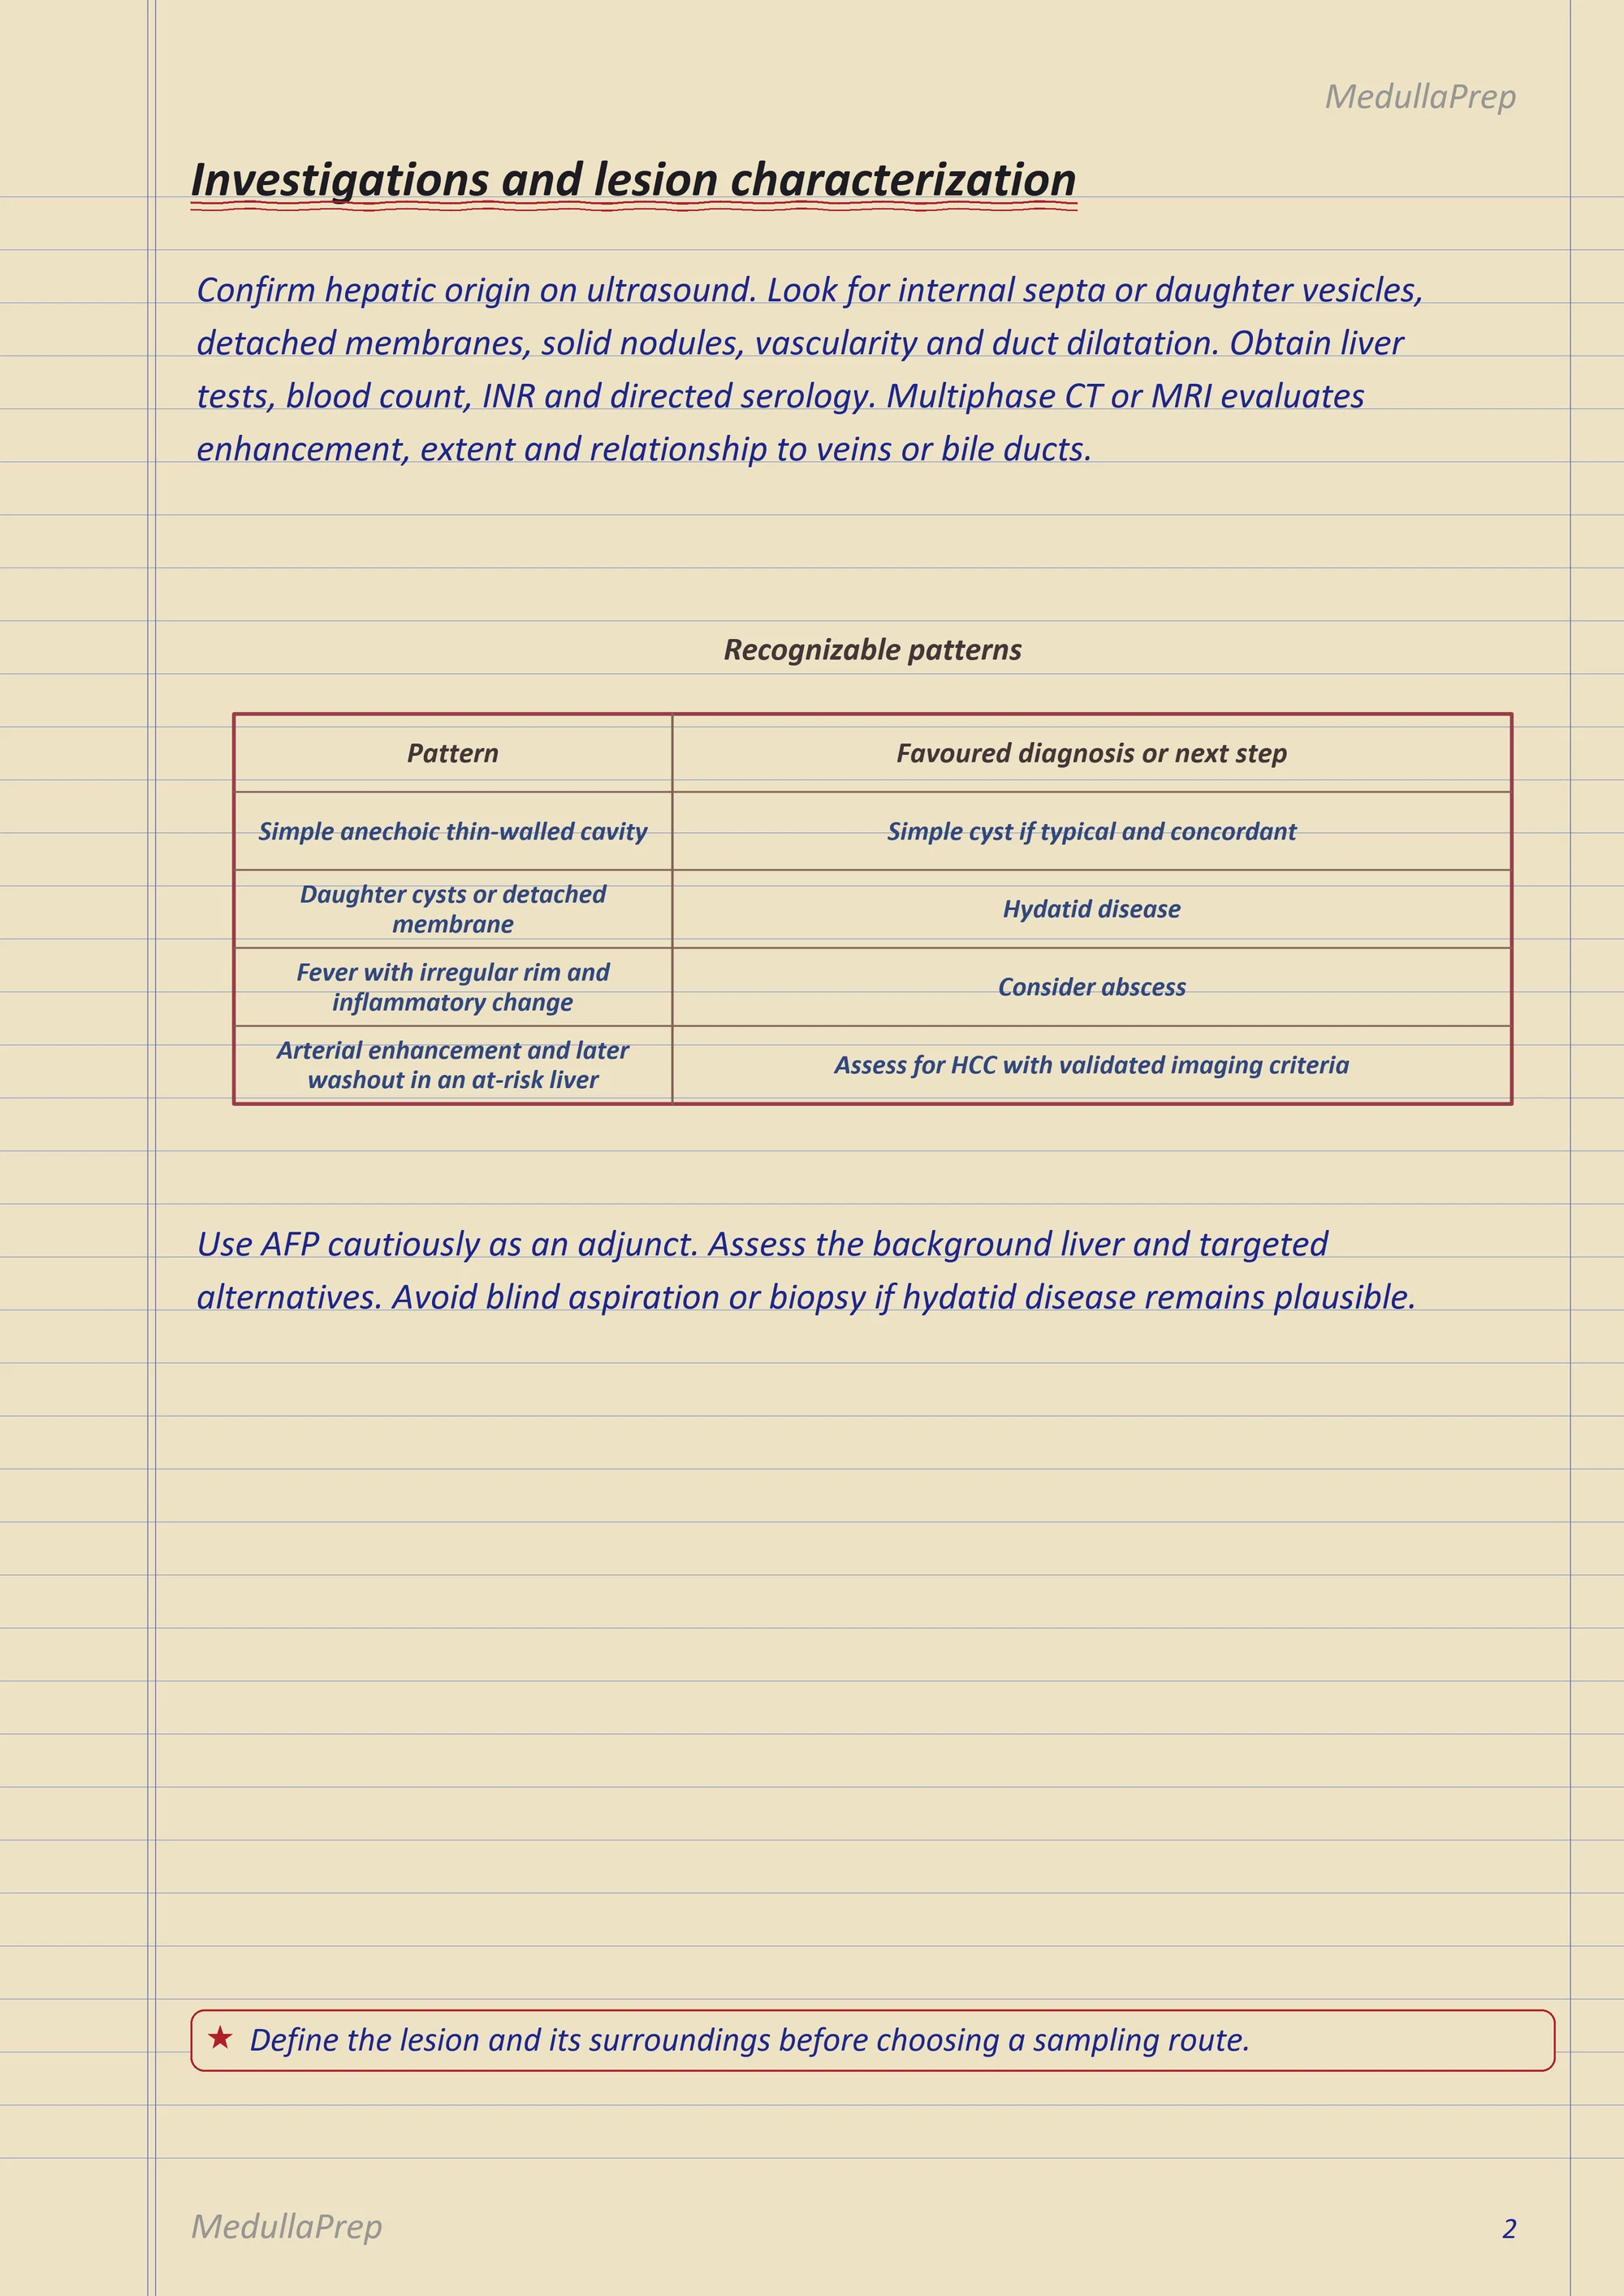 MedullaPrep
Investigations and lesion characterization
Confirm hepatic origin on ultrasound. Look for internal septa or daughter vesicles,
detached membranes, solid nodules, vascularity and duct dilatation. Obtain liver
tests, blood count, INR and directed serology. Multiphase CT or MRI evaluates
enhancement, extent and relationship to veins or bile ducts.
Recognizable patterns
Pattern
Favoured diagnosis or next step
Simple anechoic thin-walled cavity
Simple cyst if typical and concordant
Daughter cysts or detached
membrane
Hydatid disease
Fever with irregular rim and
inflammatory change
Consider abscess
Arterial enhancement and later
washout in an at-risk liver
Assess for HCC with validated imaging criteria
Use AFP cautiously as an adjunct. Assess the background liver and targeted
alternatives. Avoid blind aspiration or biopsy if hydatid disease remains plausible.
★ Define the lesion and its surroundings before choosing a sampling route.
MedullaPrep
2